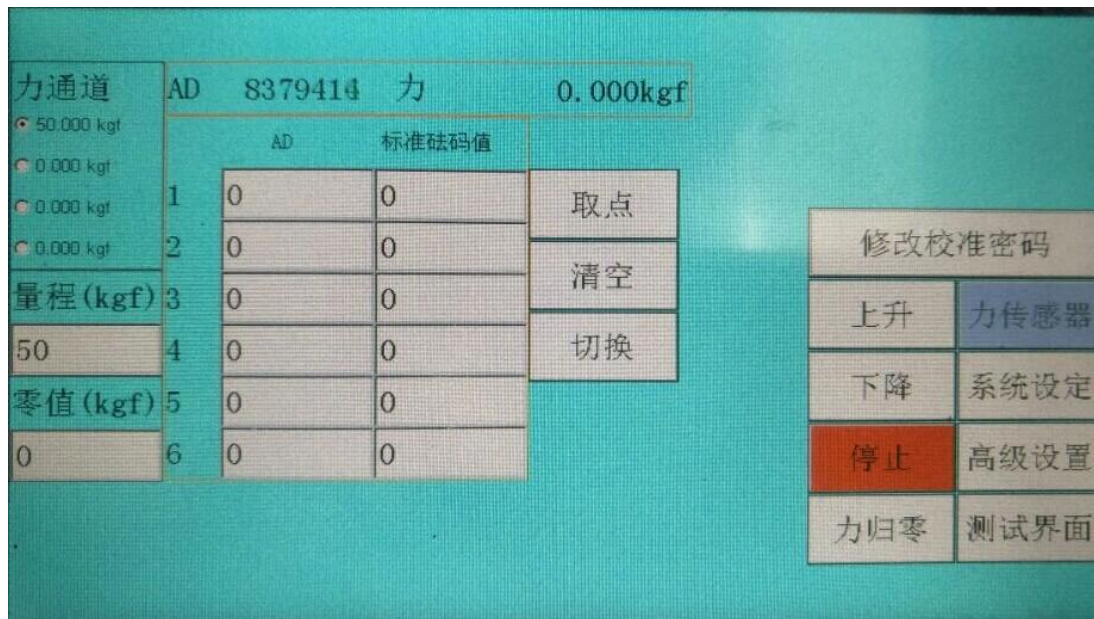 力通道
50.000 kgf
0.000 kgf
0.000 kgf
0.000 kgf
量程(kgf)
50
零值(kgf)
0
AD 8379414 力 0.000kgf
AD 标准砝码值
1 0 0
2 0 0
3 0 0
4 0 0
5 0 0
6 0 0
取点
清空
切换
修改校准密码
上升 力传感器
下降 系统设定
停止 高级设置
力归零 测试界面